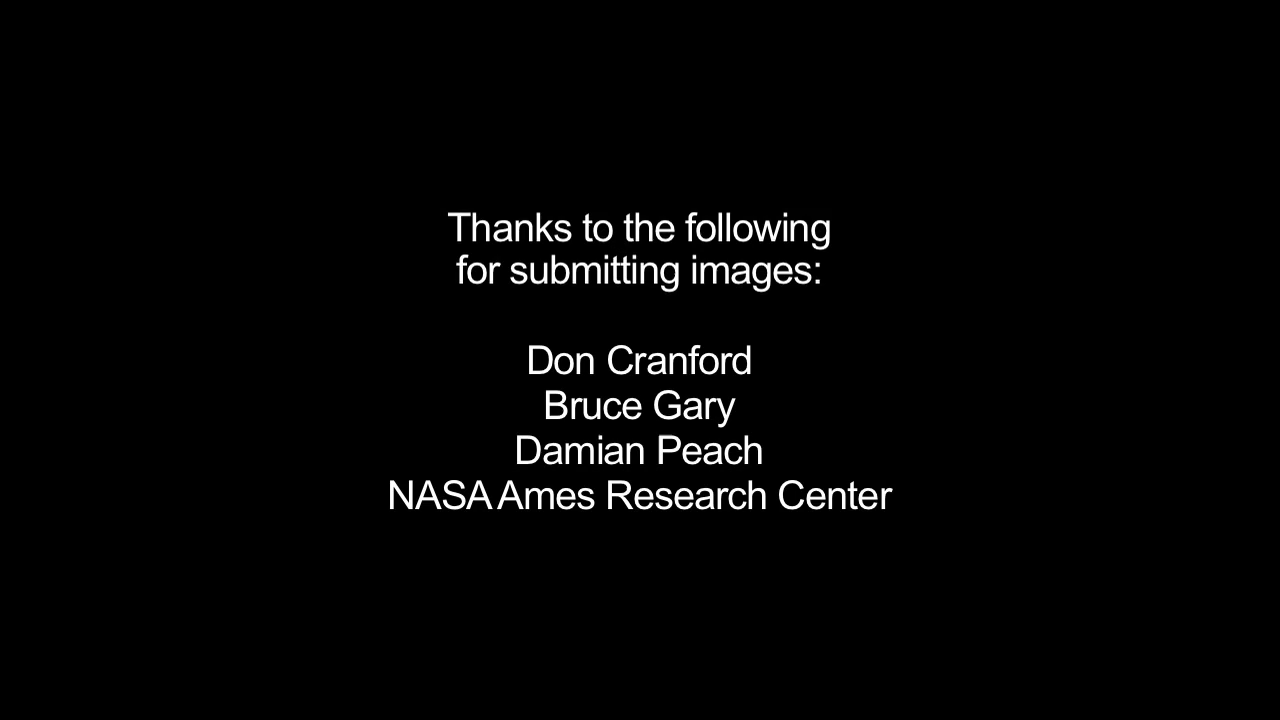 Thanks to the following
for submitting images:
Don Cranford
Bruce Gary
Damian Peach
NASA Ames Research Center